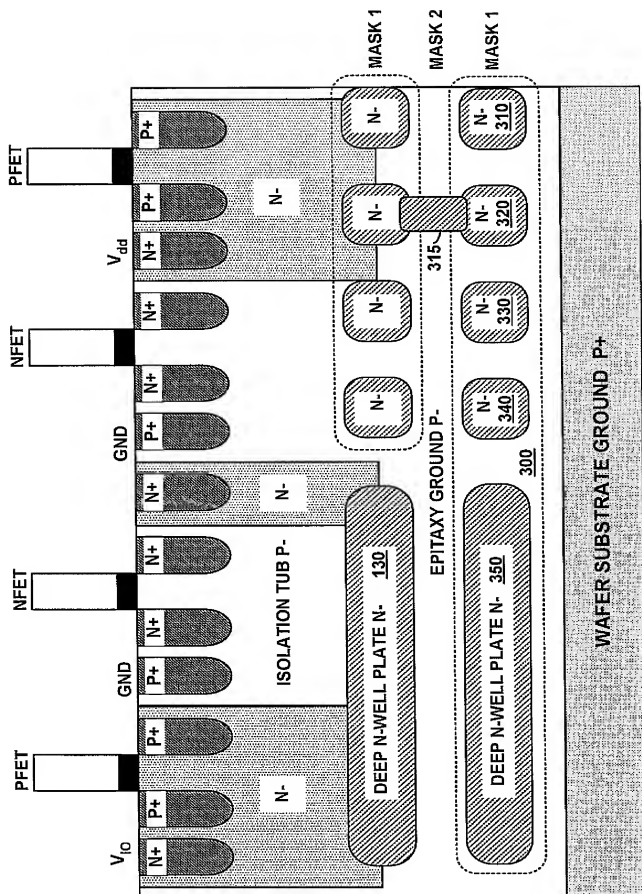 PFET
NFET
NFET
PFET
V_IO
GND
GND
V_dd
N+ P+ P+ P+ N+ N+ N+ P+ N+ N+ N+ P+ P+
N-
ISOLATION TUB P-
N-
N-
DEEP N-WELL PLATE N- 130
N-
N-
N-
N-
MASK 1
EPITAXY GROUND P-
315
MASK 2
DEEP N-WELL PLATE N- 350
N- 340
N- 330
N- 320
N- 310
MASK 1
300
WAFER SUBSTRATE GROUND P+